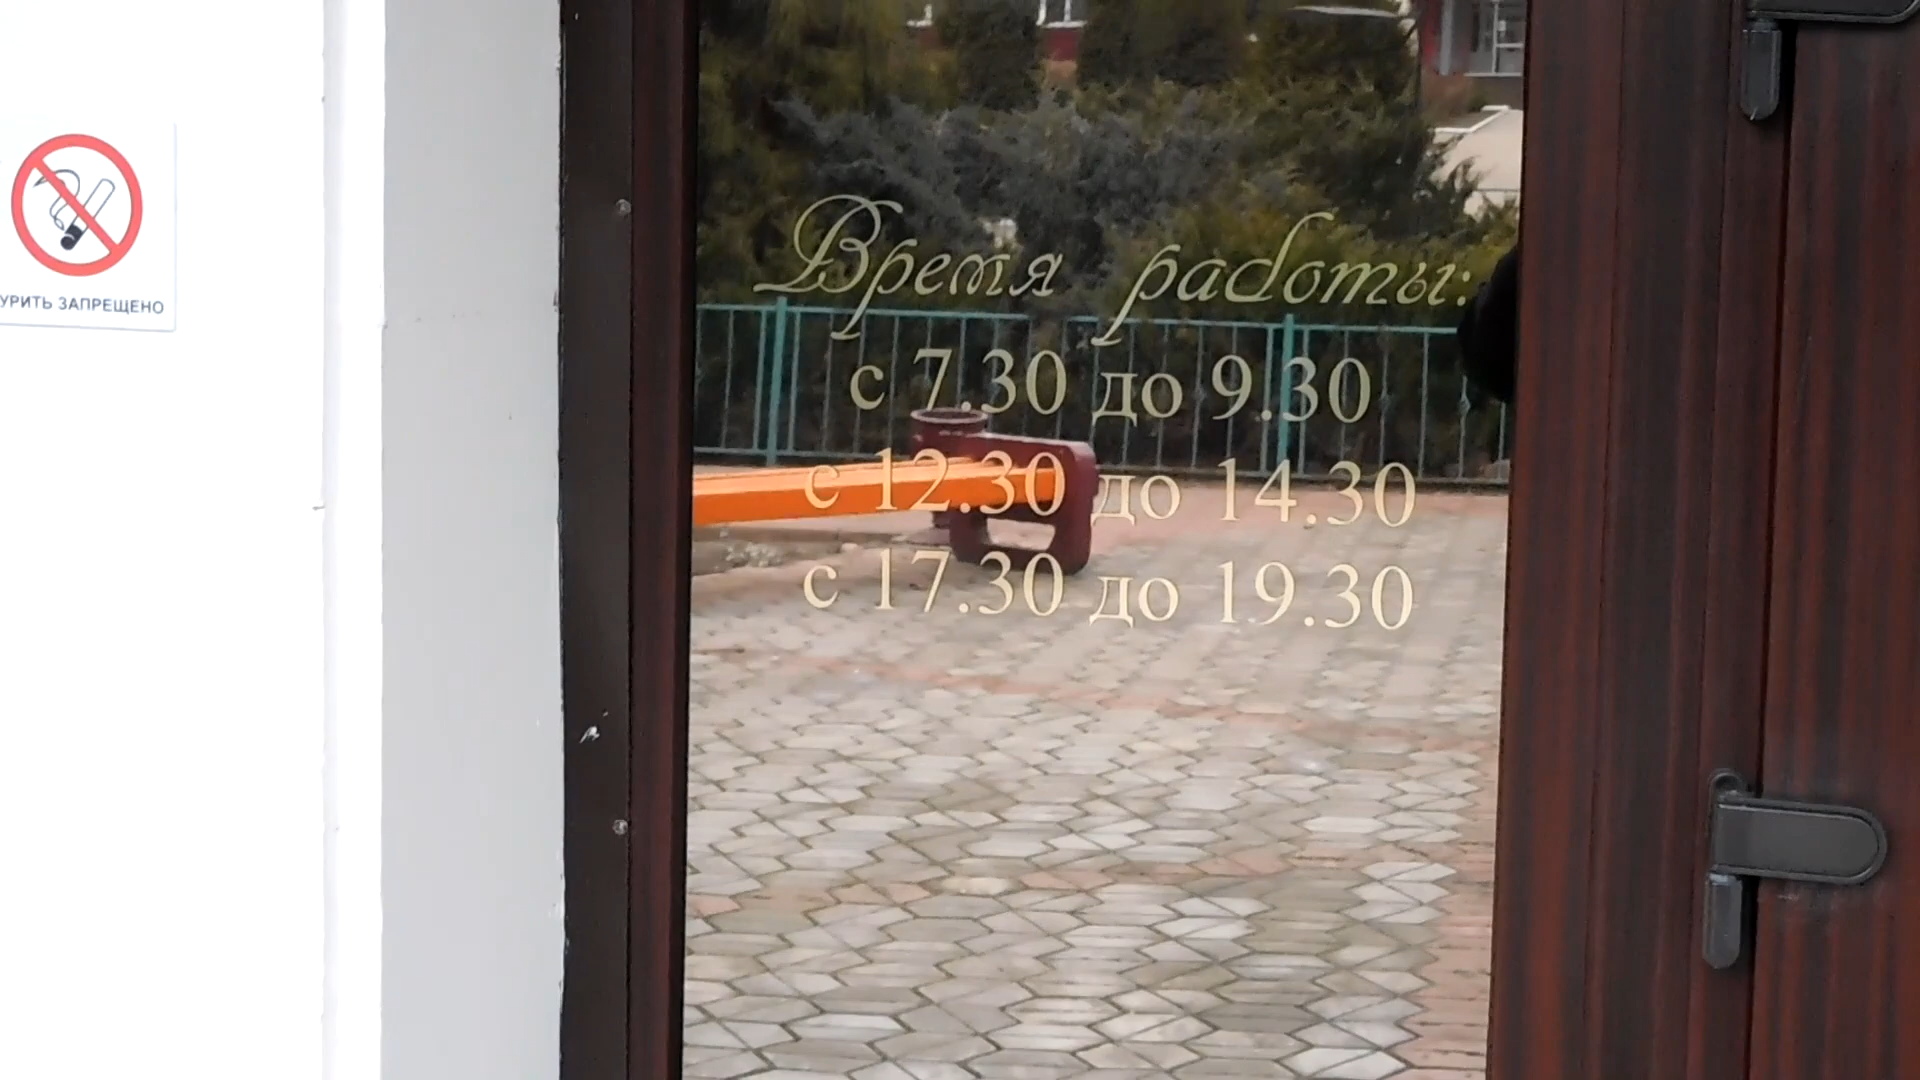 УРИТЬ ЗАПРЕЩЕНО
Время работы:
с 7.30 до 9.30
с 12.30 до 14.30
с 17.30 до 19.30